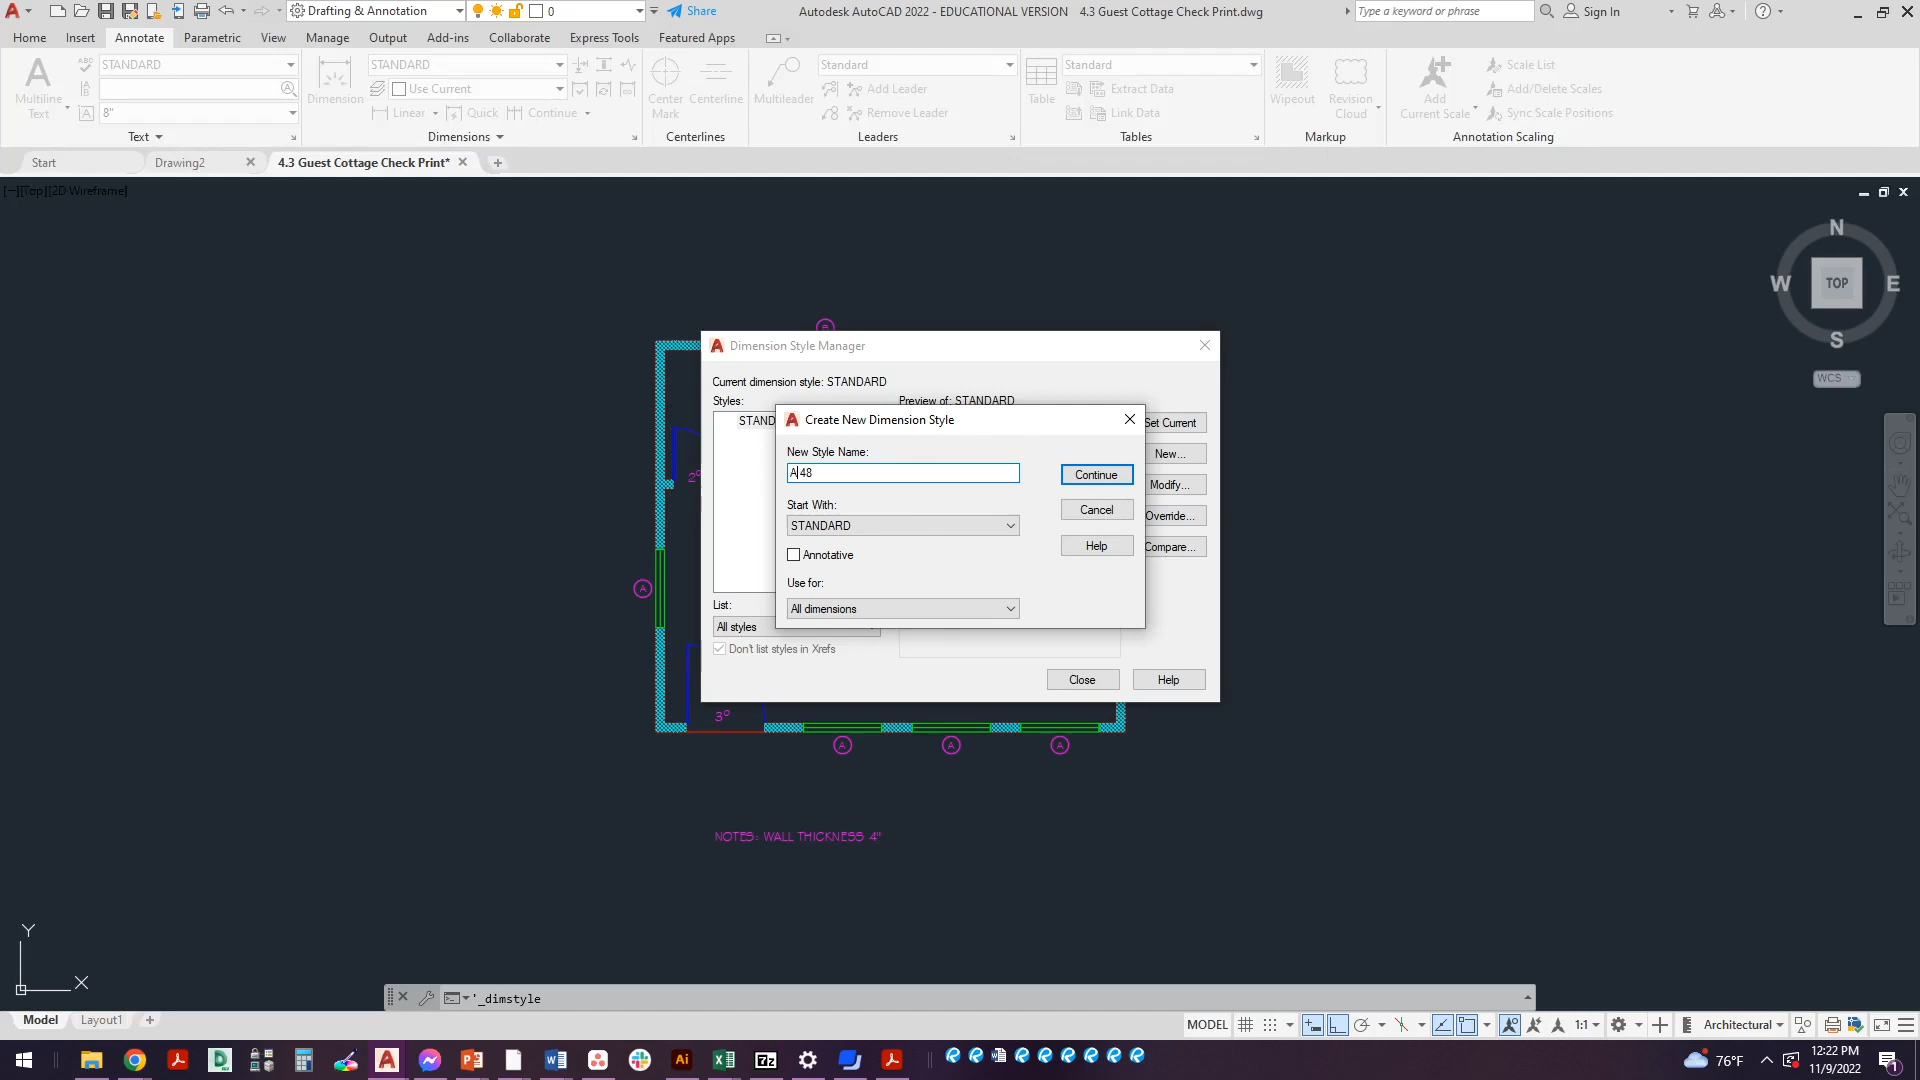 Drafting & Annotation
0
Share
Autodesk AutoCAD 2022 - EDUCATIONAL VERSION 4.3 Guest Cottage Check Print.dwg
Type a keyword or phrase
Sign In
Home Insert Annotate Parametric View Manage Output Add-ins Collaborate Express Tools Featured Apps
STANDARD
STANDARD
Standard
Standard
Scale List
Use Current
Add Leader
Extract Data
Add/Delete Scales
Multiline
Text
Dimension
Center
Mark
Centerline
Multileader
Table
Wipeout
Revision
Cloud
Add
Current Scale
8"
Linear
Quick
Continue
Remove Leader
Link Data
Sync Scale Positions
Text
Dimensions
Centerlines
Leaders
Tables
Markup
Annotation Scaling
Start
Drawing2
4.3 Guest Cottage Check Print*
[−][Top][2D Wireframe]
N
W
TOP
E
S
WCS
Dimension Style Manager
Current dimension style: STANDARD
Styles:
Preview of: STANDARD
STAND
Set Current
New...
Modify...
Override...
Compare...
Create New Dimension Style
New Style Name:
A48
Continue
Start With:
STANDARD
Cancel
Annotative
Help
Use for:
All dimensions
List:
All styles
Don't list styles in Xrefs
Close
Help
A
3⁰
A
A
A
NOTES: WALL THICKNESS 4"
Y
X
'_dimstyle
Model
Layout1
MODEL
1:1
Architectural
76°F
12:22 PM
11/9/2022